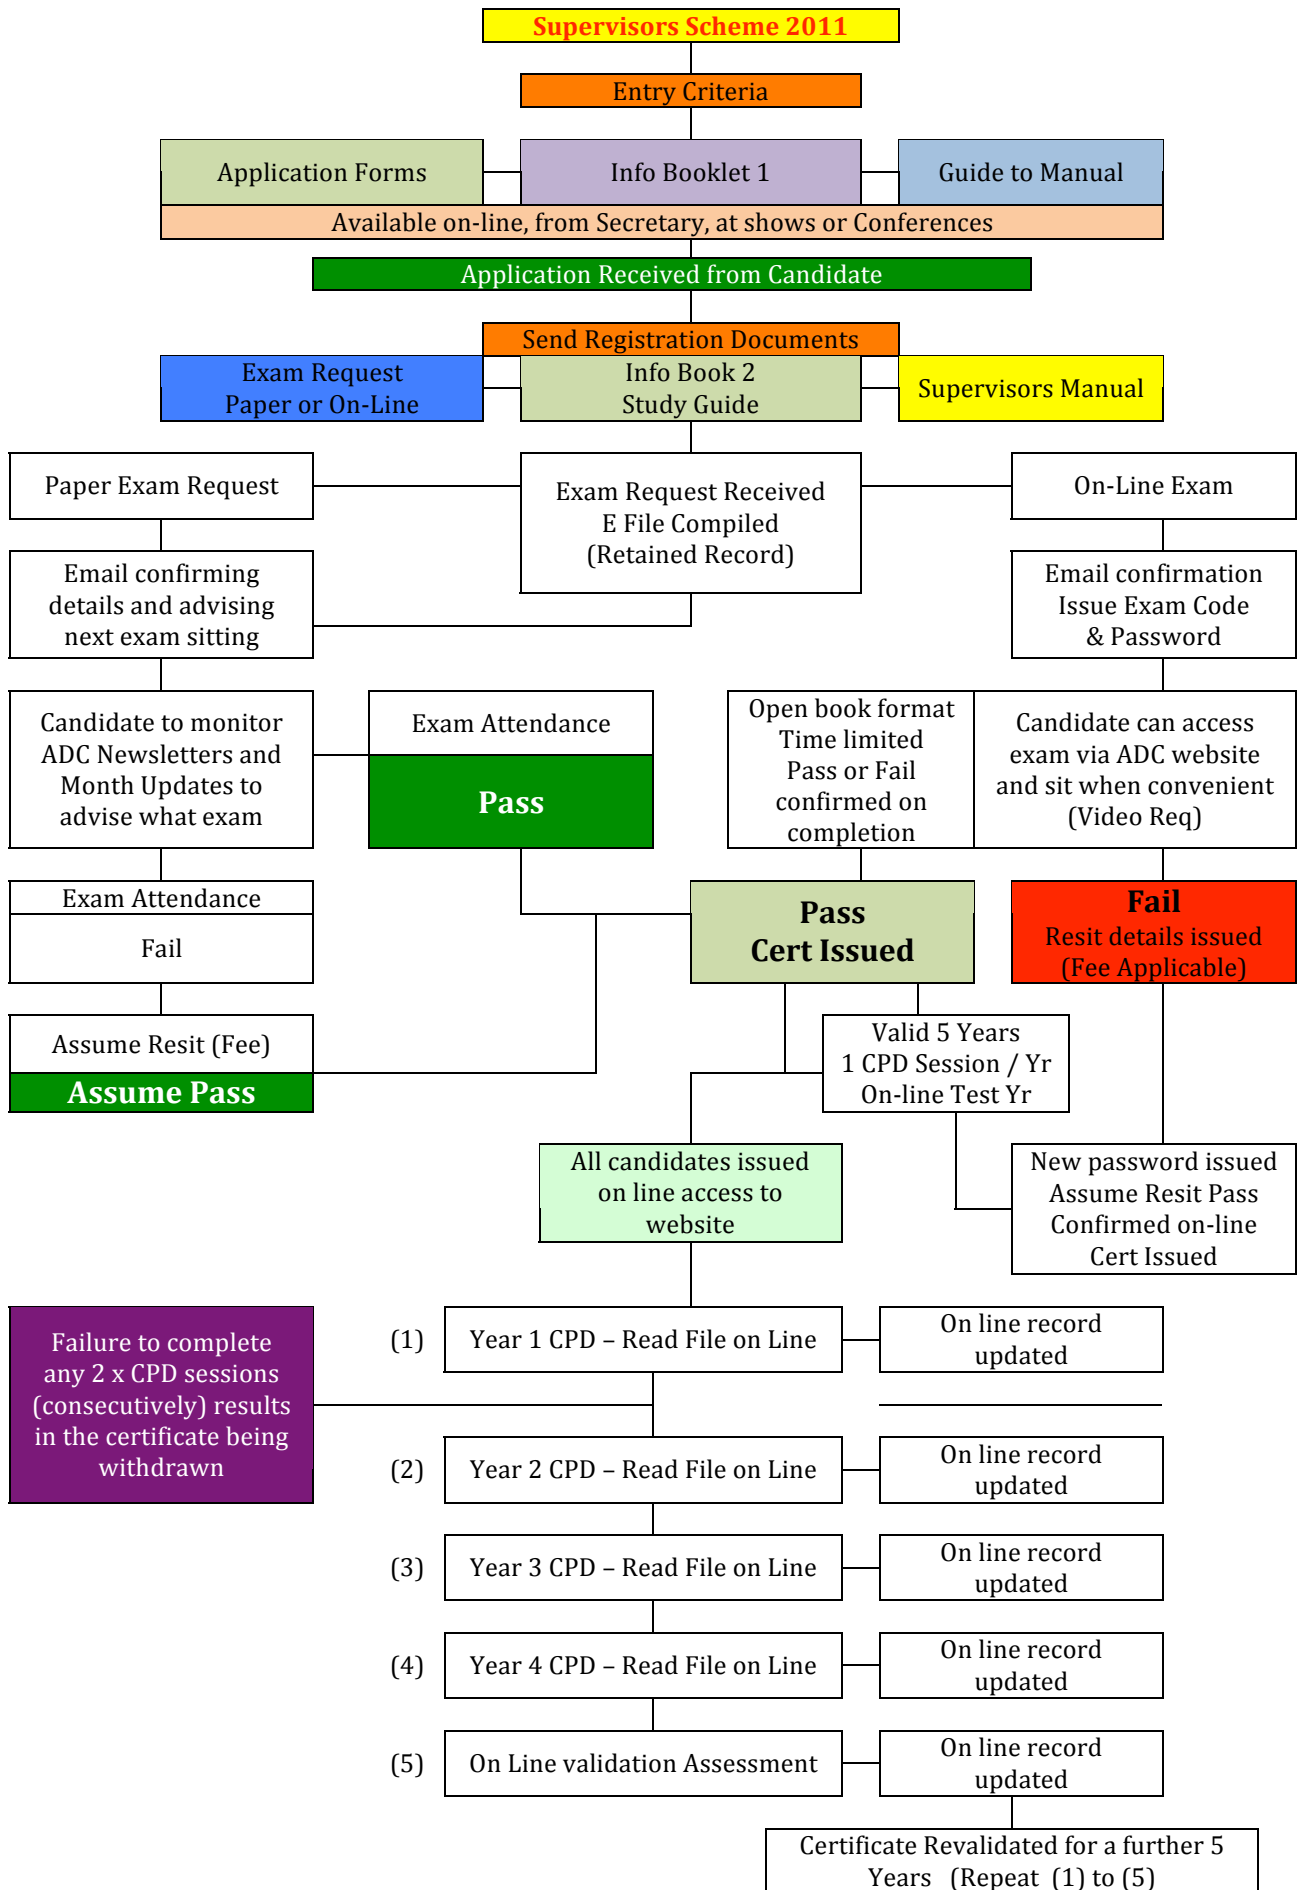 Supervisors Scheme 2011
Entry Criteria
Application Forms
Info Booklet 1
Guide to Manual
Available on-line, from Secretary, at shows or Conferences
Application Received from Candidate
Send Registration Documents
Exam Request
Paper or On-Line
Info Book 2
Study Guide
Supervisors Manual
Paper Exam Request
Exam Request Received
E File Compiled
(Retained Record)
On-Line Exam
Email confirming
details and advising
next exam sitting
Email confirmation
Issue Exam Code
& Password
Candidate to monitor
ADC Newsletters and
Month Updates to
advise what exam
Exam Attendance
Pass
Open book format
Time limited
Pass or Fail
confirmed on
completion
Candidate can access
exam via ADC website
and sit when convenient
(Video Req)
Exam Attendance
Fail
Pass
Cert Issued
Fail
Resit details issued
(Fee Applicable)
Assume Resit (Fee)
Assume Pass
Valid 5 Years
1 CPD Session / Yr
On-line Test Yr
All candidates issued
on line access to
website
New password issued
Assume Resit Pass
Confirmed on-line
Cert Issued
Failure to complete
any 2 x CPD sessions
(consecutively) results
in the certificate being
withdrawn
(1)
Year 1 CPD – Read File on Line
On line record
updated
(2)
Year 2 CPD – Read File on Line
On line record
updated
(3)
Year 3 CPD – Read File on Line
On line record
updated
(4)
Year 4 CPD – Read File on Line
On line record
updated
(5)
On Line validation Assessment
On line record
updated
Certificate Revalidated for a further 5
Years (Repeat (1) to (5)